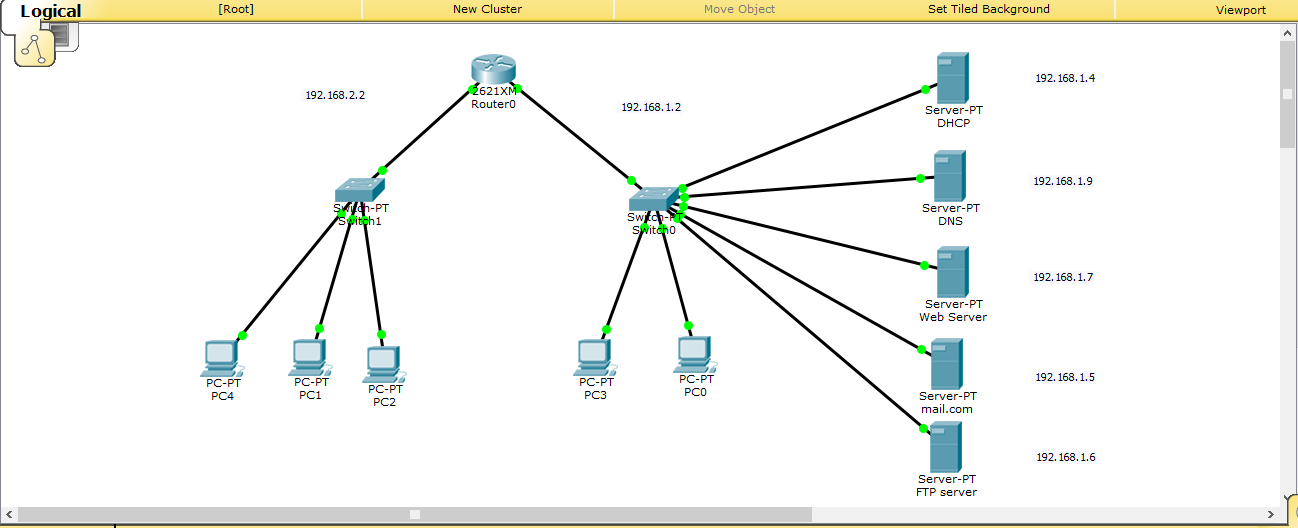 Logical
[Root]
New Cluster
Move Object
Set Tiled Background
Viewport
192.168.2.2
2621XM
Router0
192.168.1.2
Server-PT
DHCP
192.168.1.4
Switch-PT
Switch1
Switch-PT
Switch0
Server-PT
DNS
192.168.1.9
Server-PT
Web Server
192.168.1.7
PC-PT
PC4
PC-PT
PC1
PC-PT
PC2
PC-PT
PC3
PC-PT
PC0
Server-PT
mail.com
192.168.1.5
Server-PT
FTP server
192.168.1.6